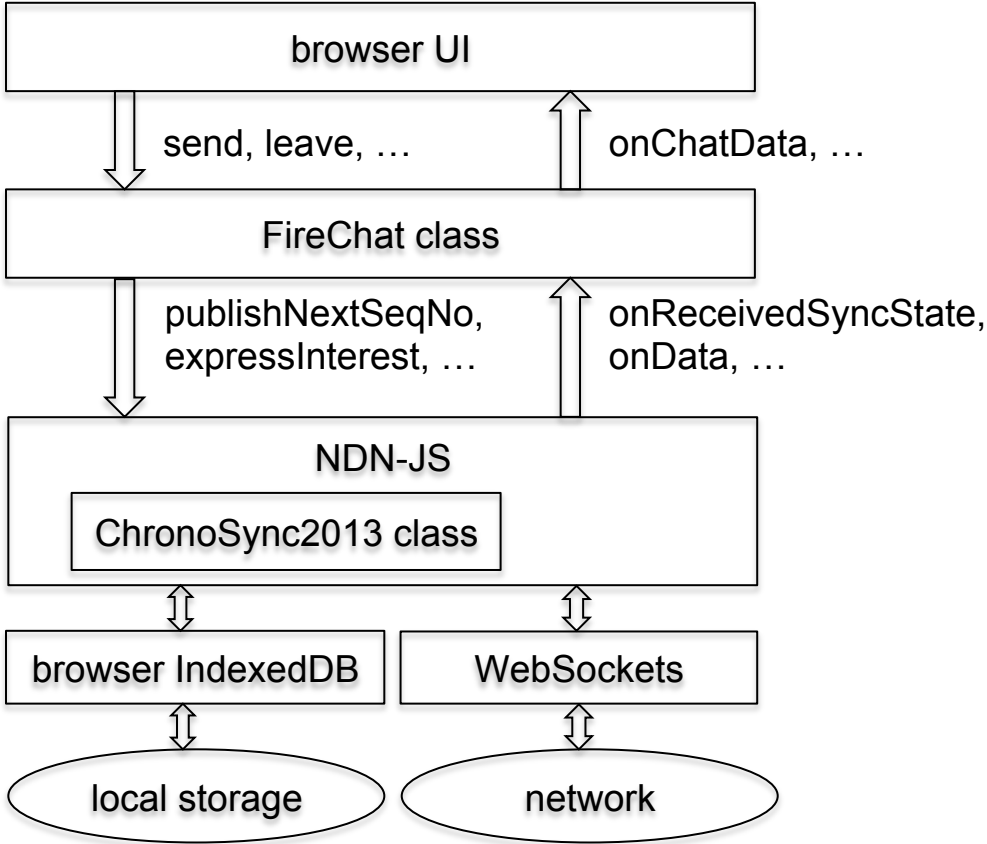 browser UI
send, leave, …
onChatData, …
FireChat class
publishNextSeqNo,
expressInterest, …
onReceivedSyncState,
onData, …
NDN-JS
ChronoSync2013 class
browser IndexedDB
WebSockets
local storage
network